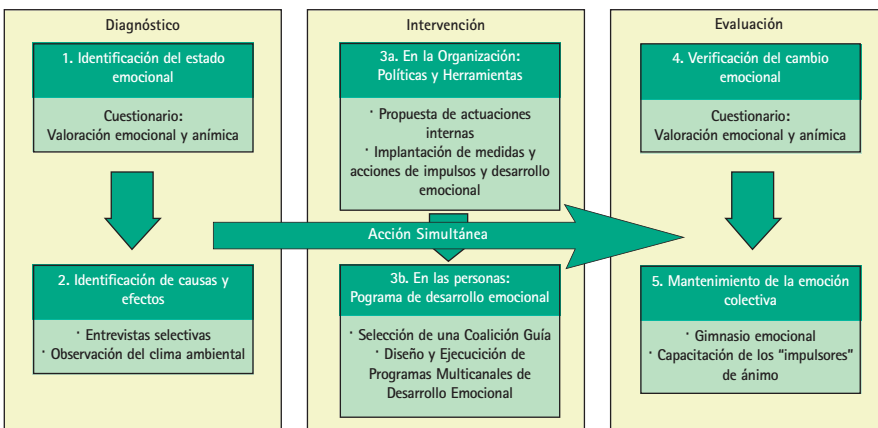 Diagnóstico
1. Identificación del estado
emocional
Cuestionario:
Valoración emocional y anímica
2. Identificación de causas y
efectos
· Entrevistas selectivas
· Observación del clima ambiental
Intervención
3a. En la Organización:
Políticas y Herramientas
· Propuesta de actuaciones
internas
· Implantación de medidas y
acciones de impulsos y desarrollo
emocional
Acción Simultánea
3b. En las personas:
Pograma de desarrollo emocional
· Selección de una Coalición Guía
· Diseño y Ejecucición de
Programas Multicanales de
Desarrollo Emocional
Evaluación
4. Verificación del cambio
emocional
Cuestionario:
Valoración emocional y anímica
5. Mantenimiento de la emoción
colectiva
· Gimnasio emocional
· Capacitación de los "impulsores"
de ánimo